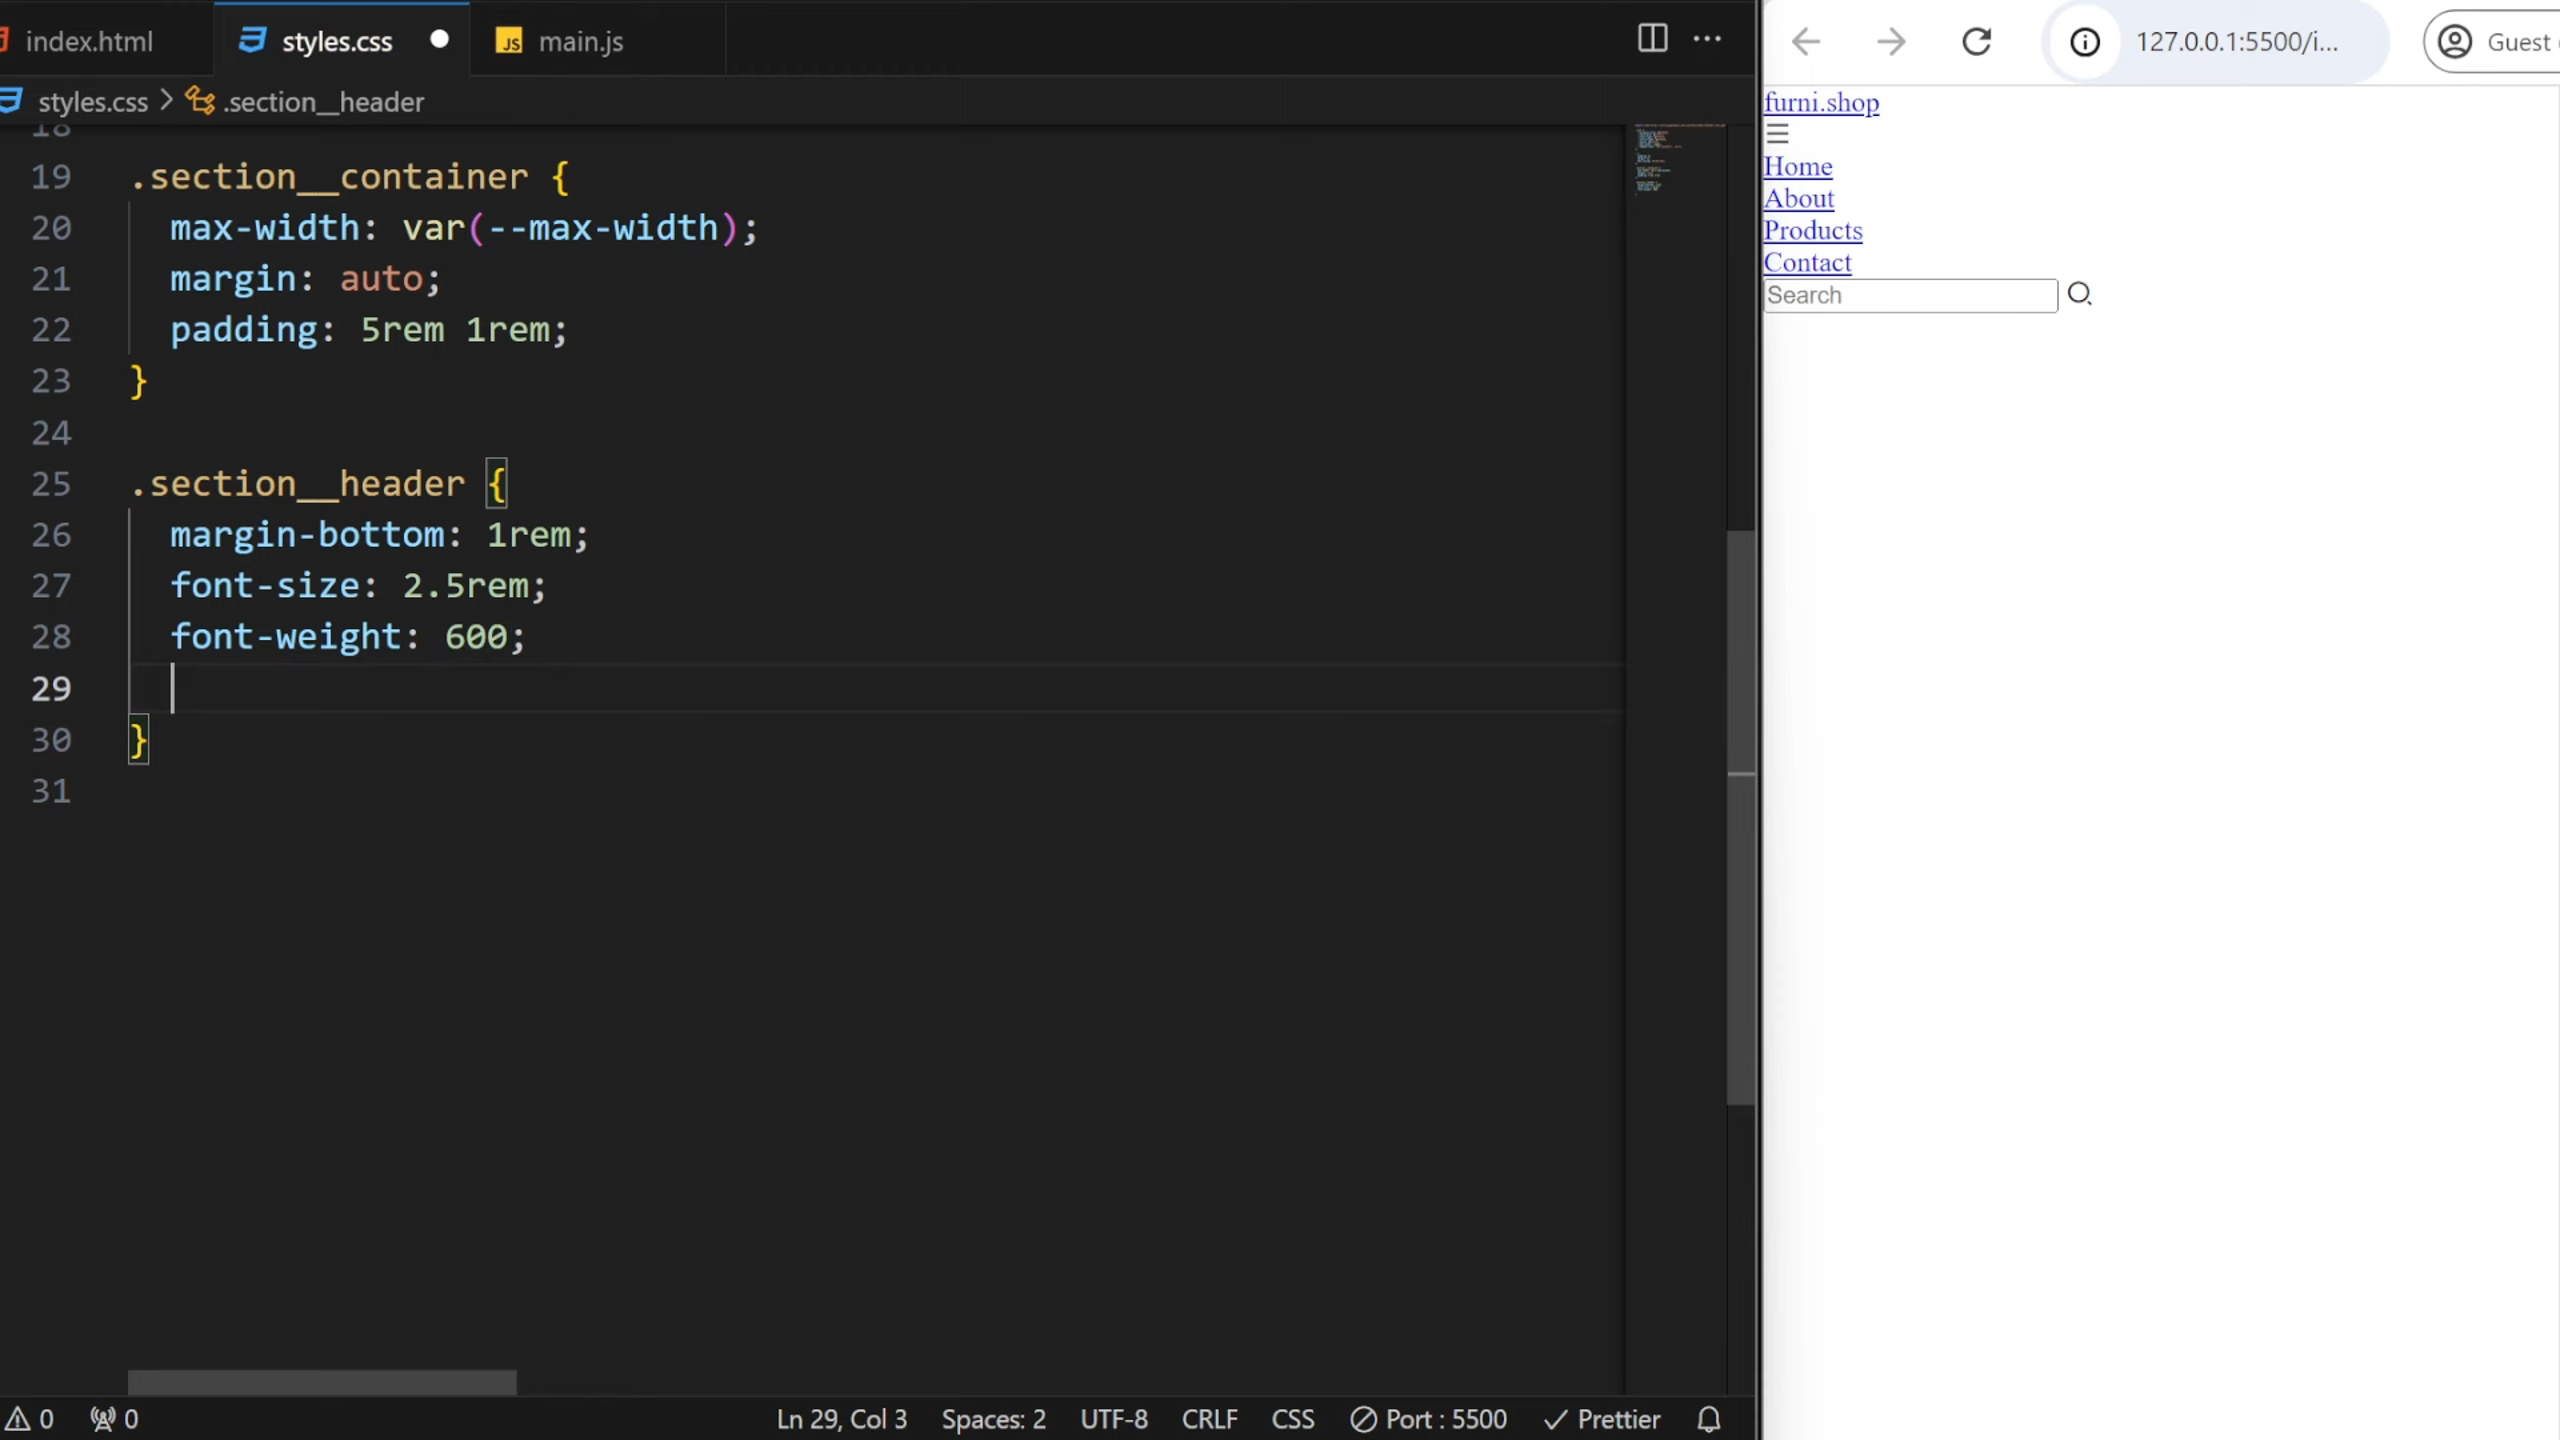 index.html
styles.css
main.js
127.0.0.1:5500/i...
Guest
styles.css > .section__header
18
19 .section__container {
20 max-width: var(--max-width);
21 margin: auto;
22 padding: 5rem 1rem;
23 }
24
25 .section__header {
26 margin-bottom: 1rem;
27 font-size: 2.5rem;
28 font-weight: 600;
29
30 }
31
furni.shop
Home
About
Products
Contact
Search
0 0 Ln 29, Col 3 Spaces: 2 UTF-8 CRLF CSS Port : 5500 Prettier